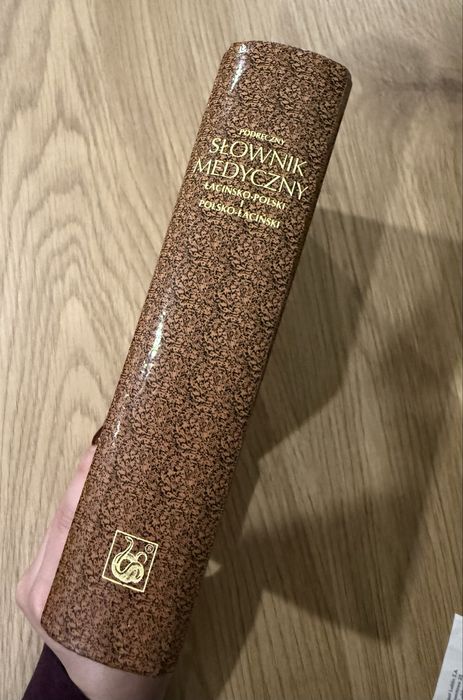 PODRĘCZNY
SŁOWNIK
MEDYCZNY
ŁACIŃSKO-POLSKI
I
POLSKO-ŁACIŃSKI
®